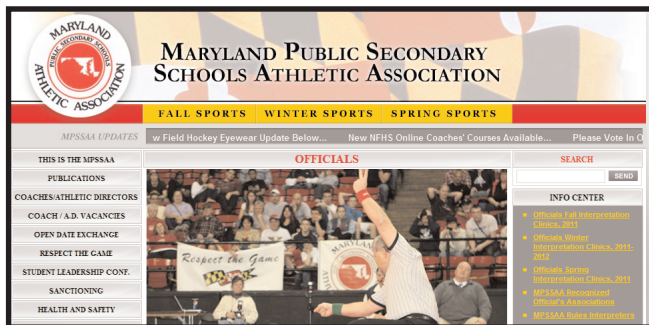 MARYLAND
PUBLIC SECONDARY SCHOOLS
ATHLETIC ASSOCIATION
MARYLAND PUBLIC SECONDARY
SCHOOLS ATHLETIC ASSOCIATION
FALL SPORTS WINTER SPORTS SPRING SPORTS
MPSSAA UPDATES
w Field Hockey Eyewear Update Below... New NFHS Online Coaches' Courses Available... Please Vote In O
THIS IS THE MPSSAA
PUBLICATIONS
COACHES/ATHLETIC DIRECTORS
COACH / A.D. VACANCIES
OPEN DATE EXCHANGE
RESPECT THE GAME
STUDENT LEADERSHIP CONF.
SANCTIONING
HEALTH AND SAFETY
OFFICIALS
Respect the Game
MARYLAND
SEARCH
SEND
INFO CENTER
Officials Fall Interpretation
Clinics, 2011
Officials Winter
Interpretation Clinics, 2011-
2012
Officials Spring
Interpretation Clinics, 2011
MPSSAA Recognized
Official's Associations
MPSSAA Rules Interpreters